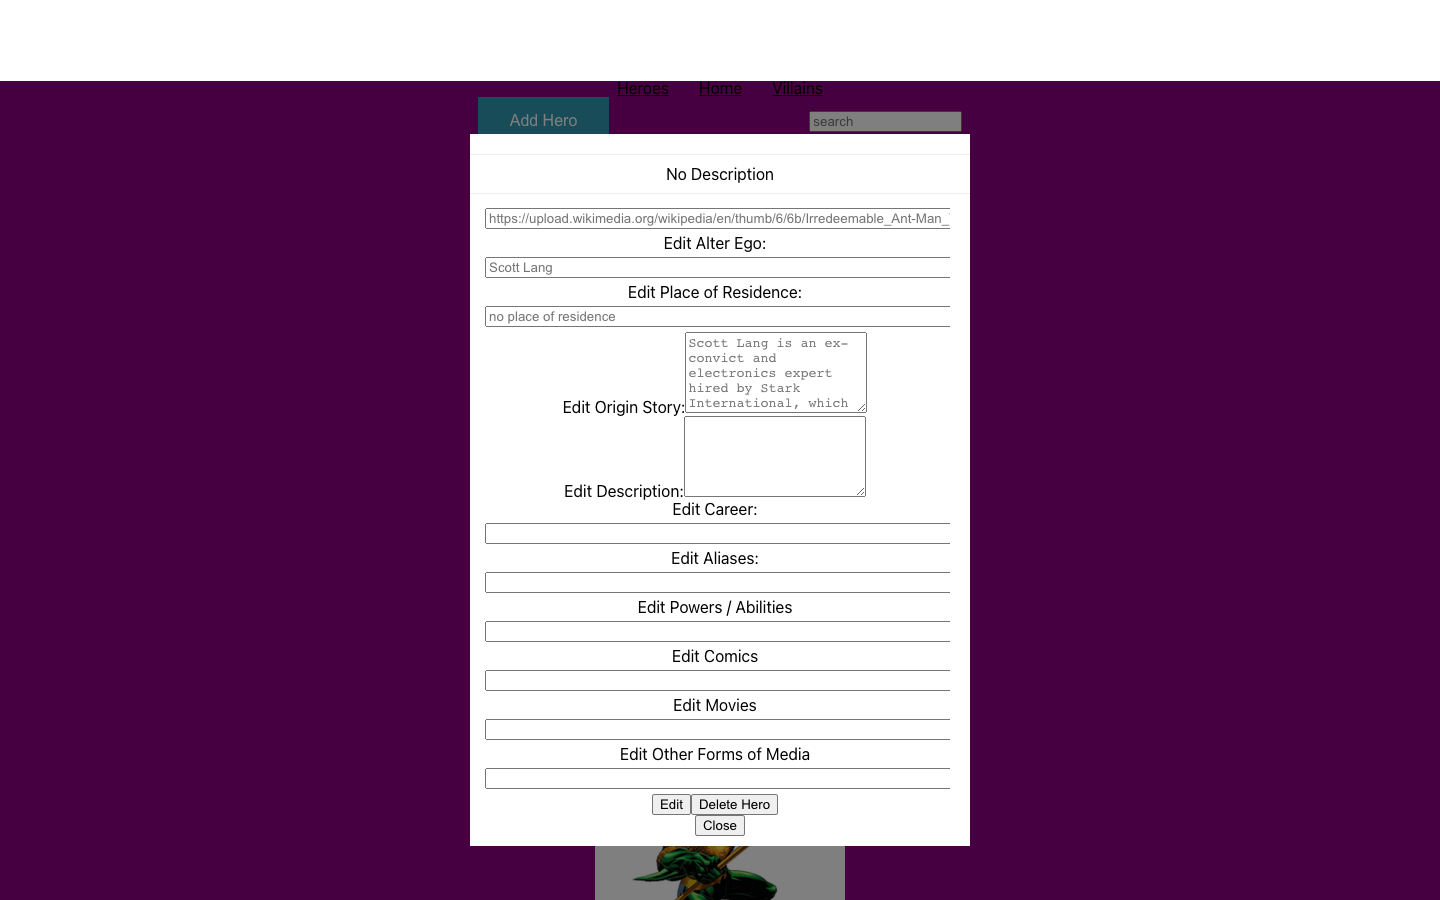 Heroes Home Villains
Add Hero
search
No Description
https://upload.wikimedia.org/wikipedia/en/thumb/6/6b/Irredeemable_Ant-Man_
Edit Alter Ego:
Scott Lang
Edit Place of Residence:
no place of residence
Scott Lang is an ex-
convict and
electronics expert
hired by Stark
International, which
Edit Origin Story:
Edit Description:
Edit Career:
Edit Aliases:
Edit Powers / Abilities
Edit Comics
Edit Movies
Edit Other Forms of Media
Edit Delete Hero
Close